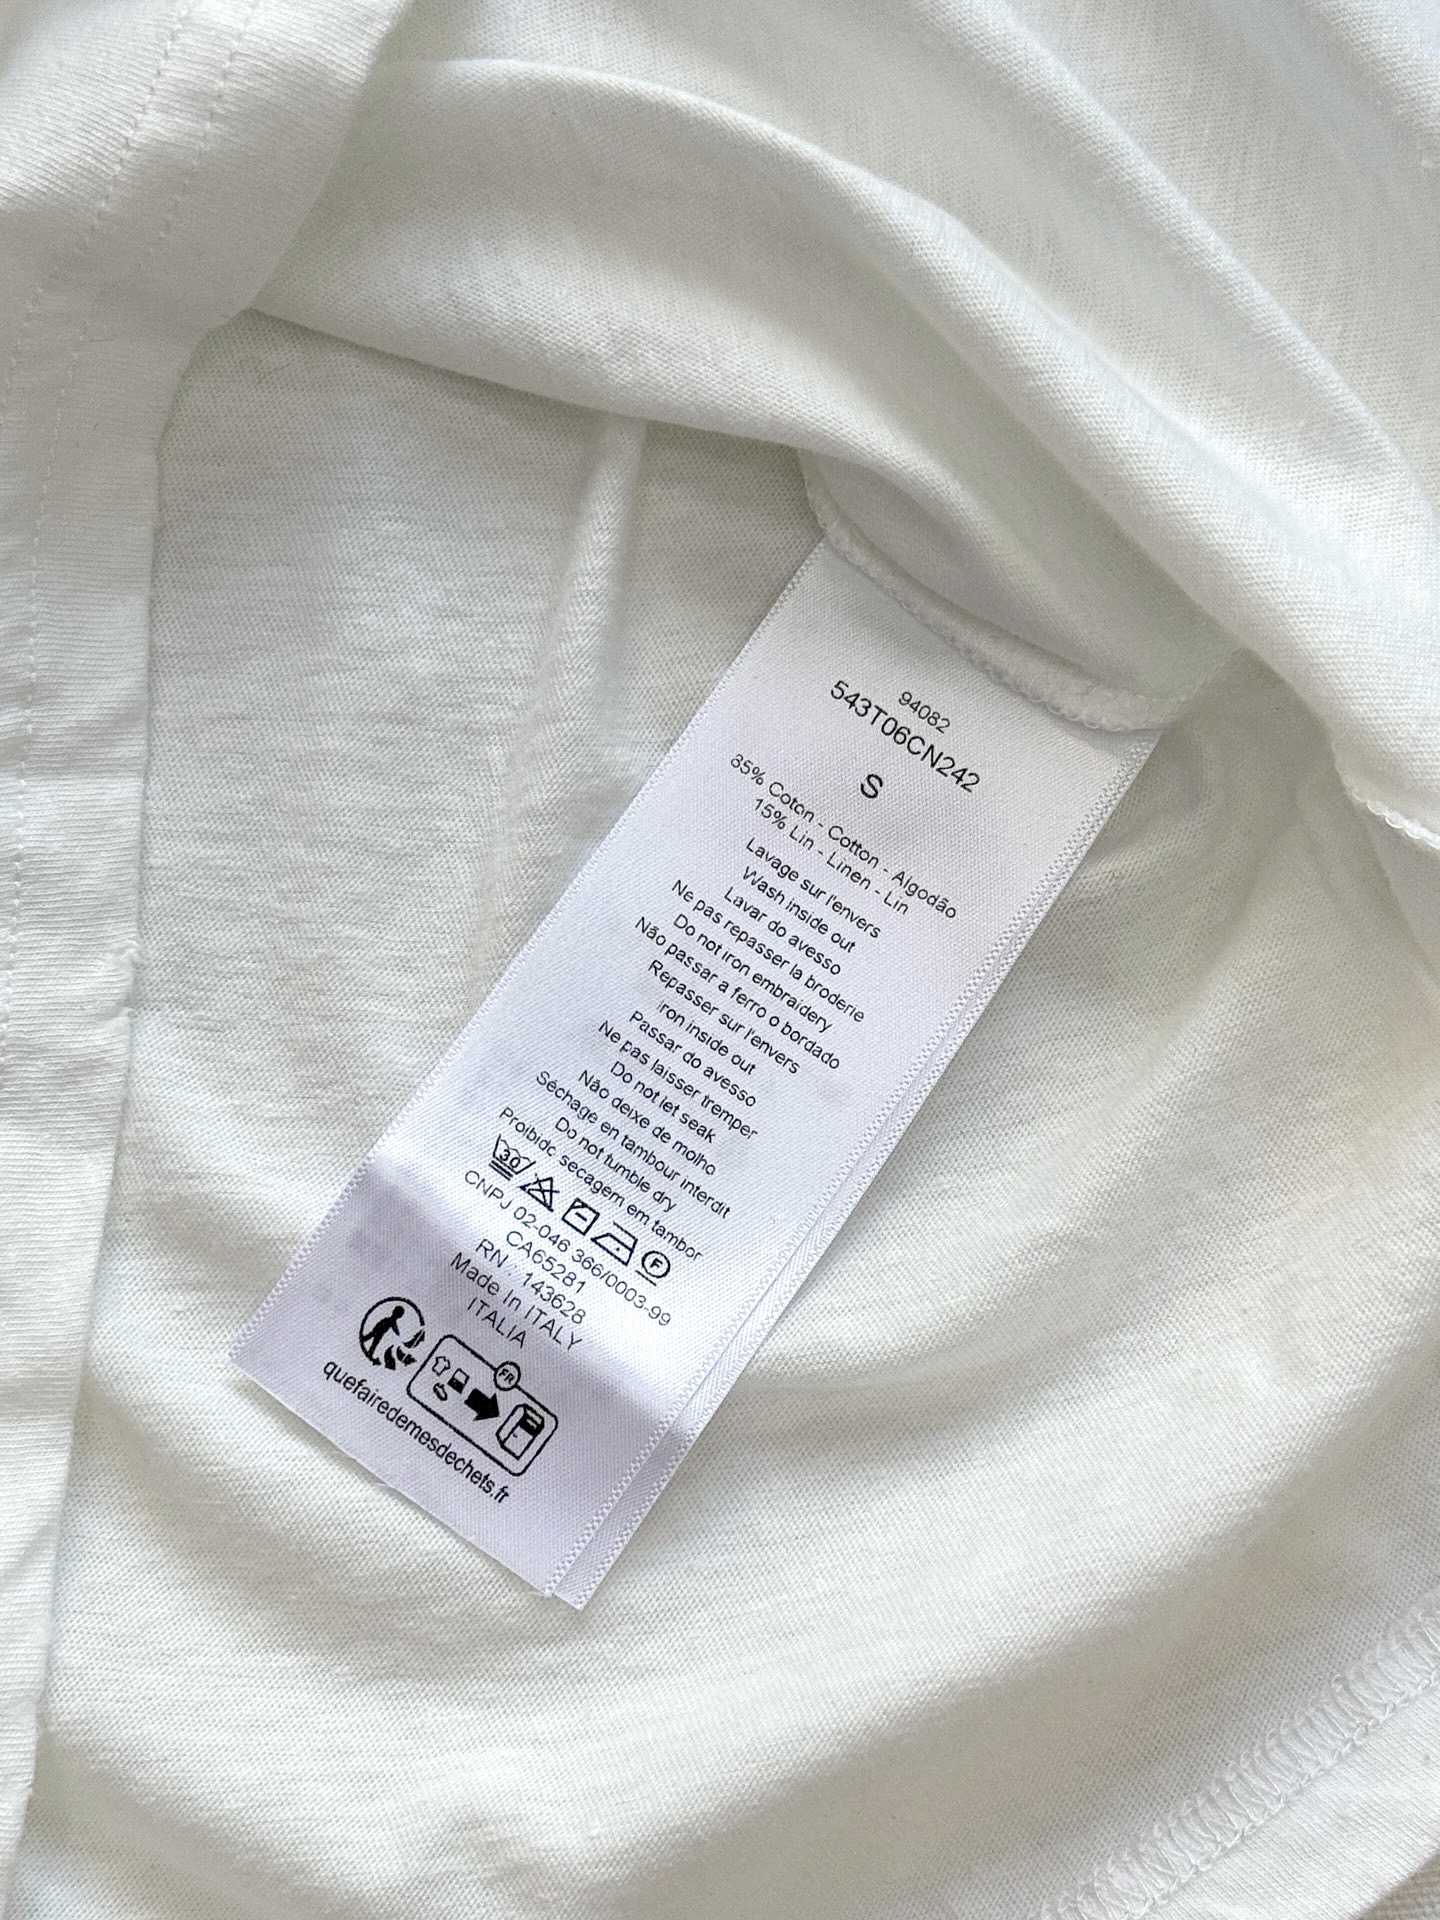 94082
543T06CN242
S
85% Coton - Cotton - Algodão
15% Lin - Linen - Lin
Lavage sur l'envers
Wash inside out
Lavar do avesso
Ne pas repasser la broderie
Do not iron embraidery
Não passar a ferro o bordado
Repasser sur l'envers
iron inside out
Passar do avesso
Ne pas laisser tremper
Do not let seak
Não deixe de molho
Séchage en tambour interdit
Do not tumble dry
Proibido secagem em tambor
30 F
CNPJ 02-046 366/0003-99
CA65281
RN · 143628
Made In ITALY
ITALIA
FR
quefairedemesdechets.fr